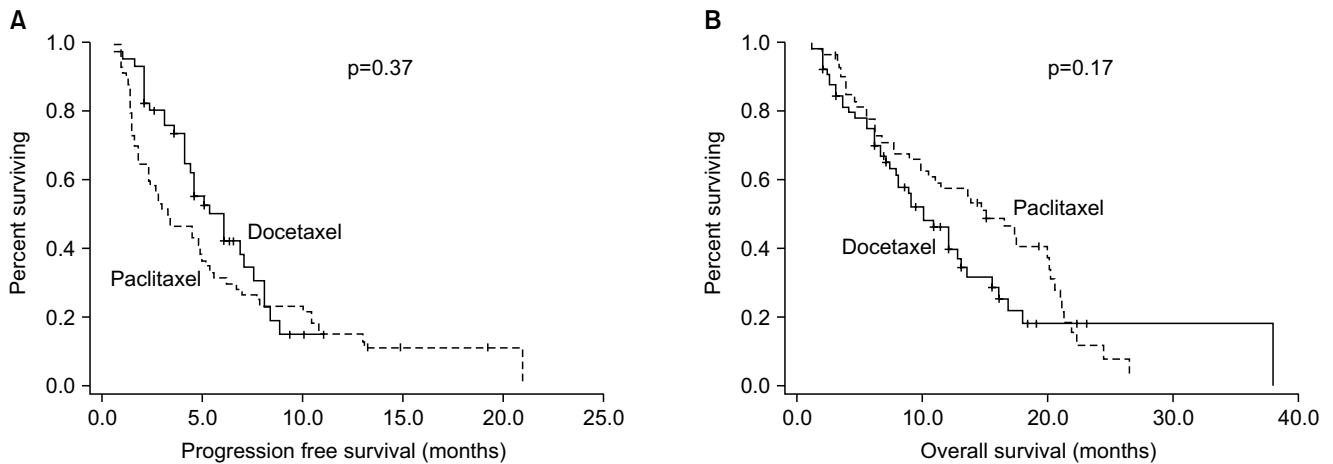 A
Percent surviving
1.0
0.8
0.6
0.4
0.2
0.0
p=0.37
Docetaxel
Paclitaxel
0.0 5.0 10.0 15.0 20.0 25.0
Progression free survival (months)
B
Percent surviving
1.0
0.8
0.6
0.4
0.2
0.0
p=0.17
Paclitaxel
Docetaxel
0.0 10.0 20.0 30.0 40.0
Overall survival (months)